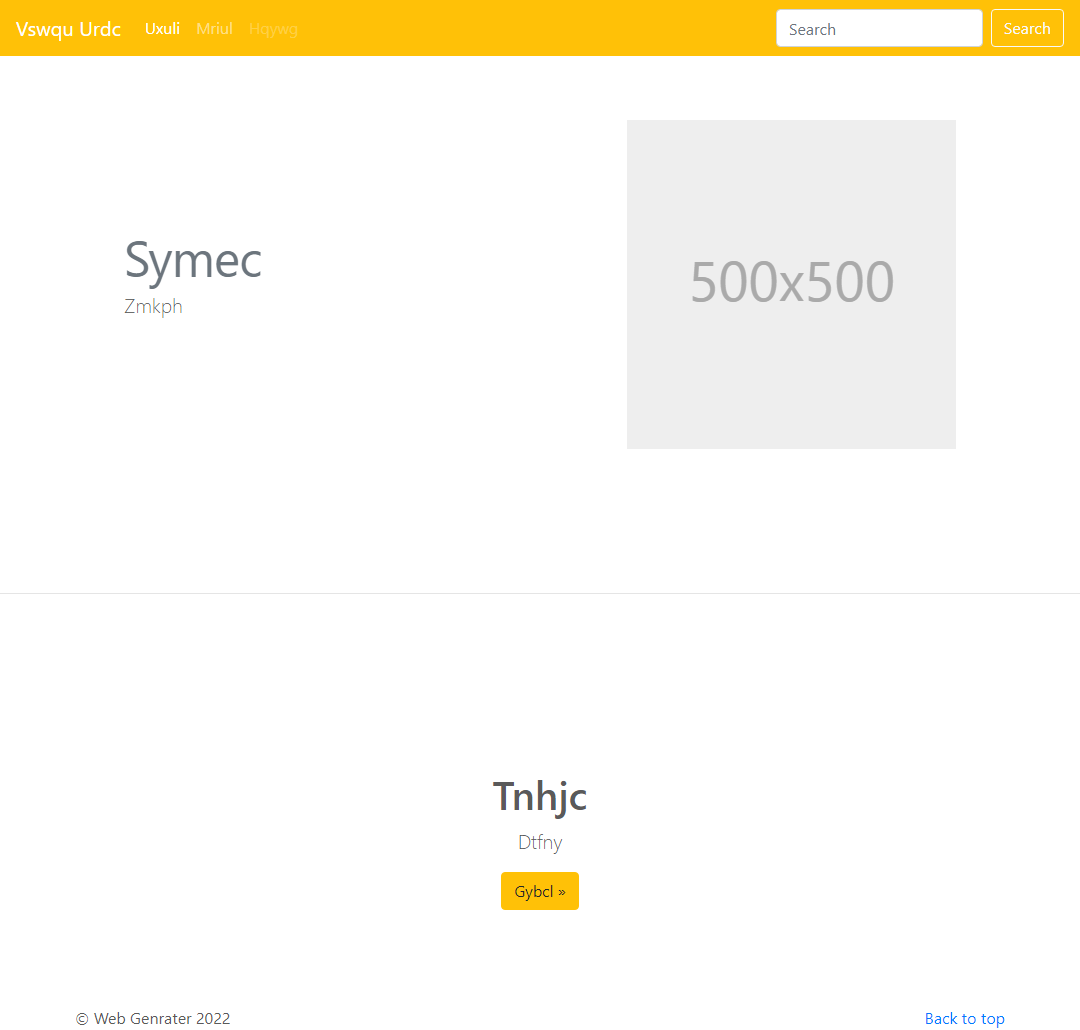 Vswqu Urdc Uxuli Mriul Hqywg Search Search
Symec
Zmkph
500x500
Tnhjc
Dtfny
Gybcl »
© Web Genrater 2022 Back to top